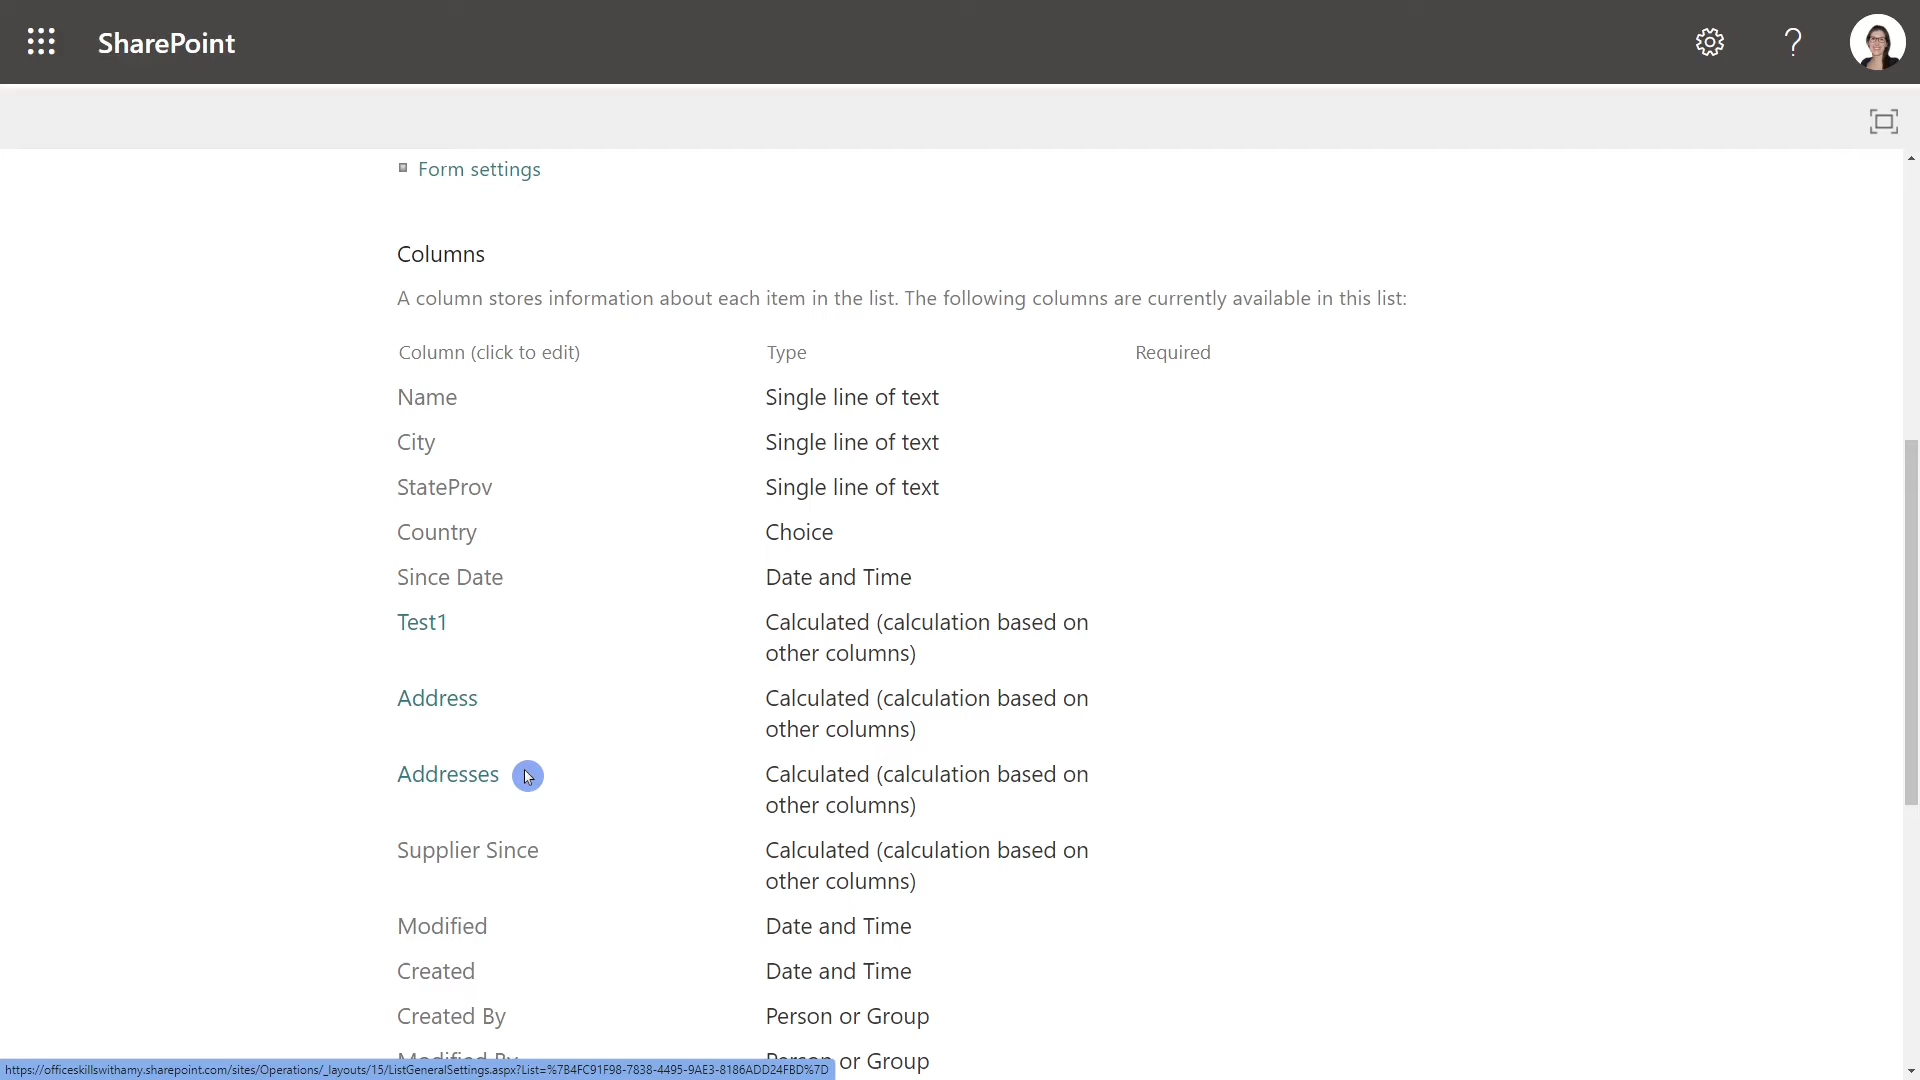 SharePoint
Form settings
Columns
A column stores information about each item in the list. The following columns are currently available in this list:
Column (click to edit) Type Required
Name Single line of text
City Single line of text
StateProv Single line of text
Country Choice
Since Date Date and Time
Test1 Calculated (calculation based on
other columns)
Address Calculated (calculation based on
other columns)
Addresses Calculated (calculation based on
other columns)
Supplier Since Calculated (calculation based on
other columns)
Modified Date and Time
Created Date and Time
Created By Person or Group
Modified By Person or Group
https://officeskillswithamy.sharepoint.com/sites/Operations/_layouts/15/ListGeneralSettings.aspx?List=%7B4FC91F98-7838-4495-9AE3-8186ADD24FBD%7D